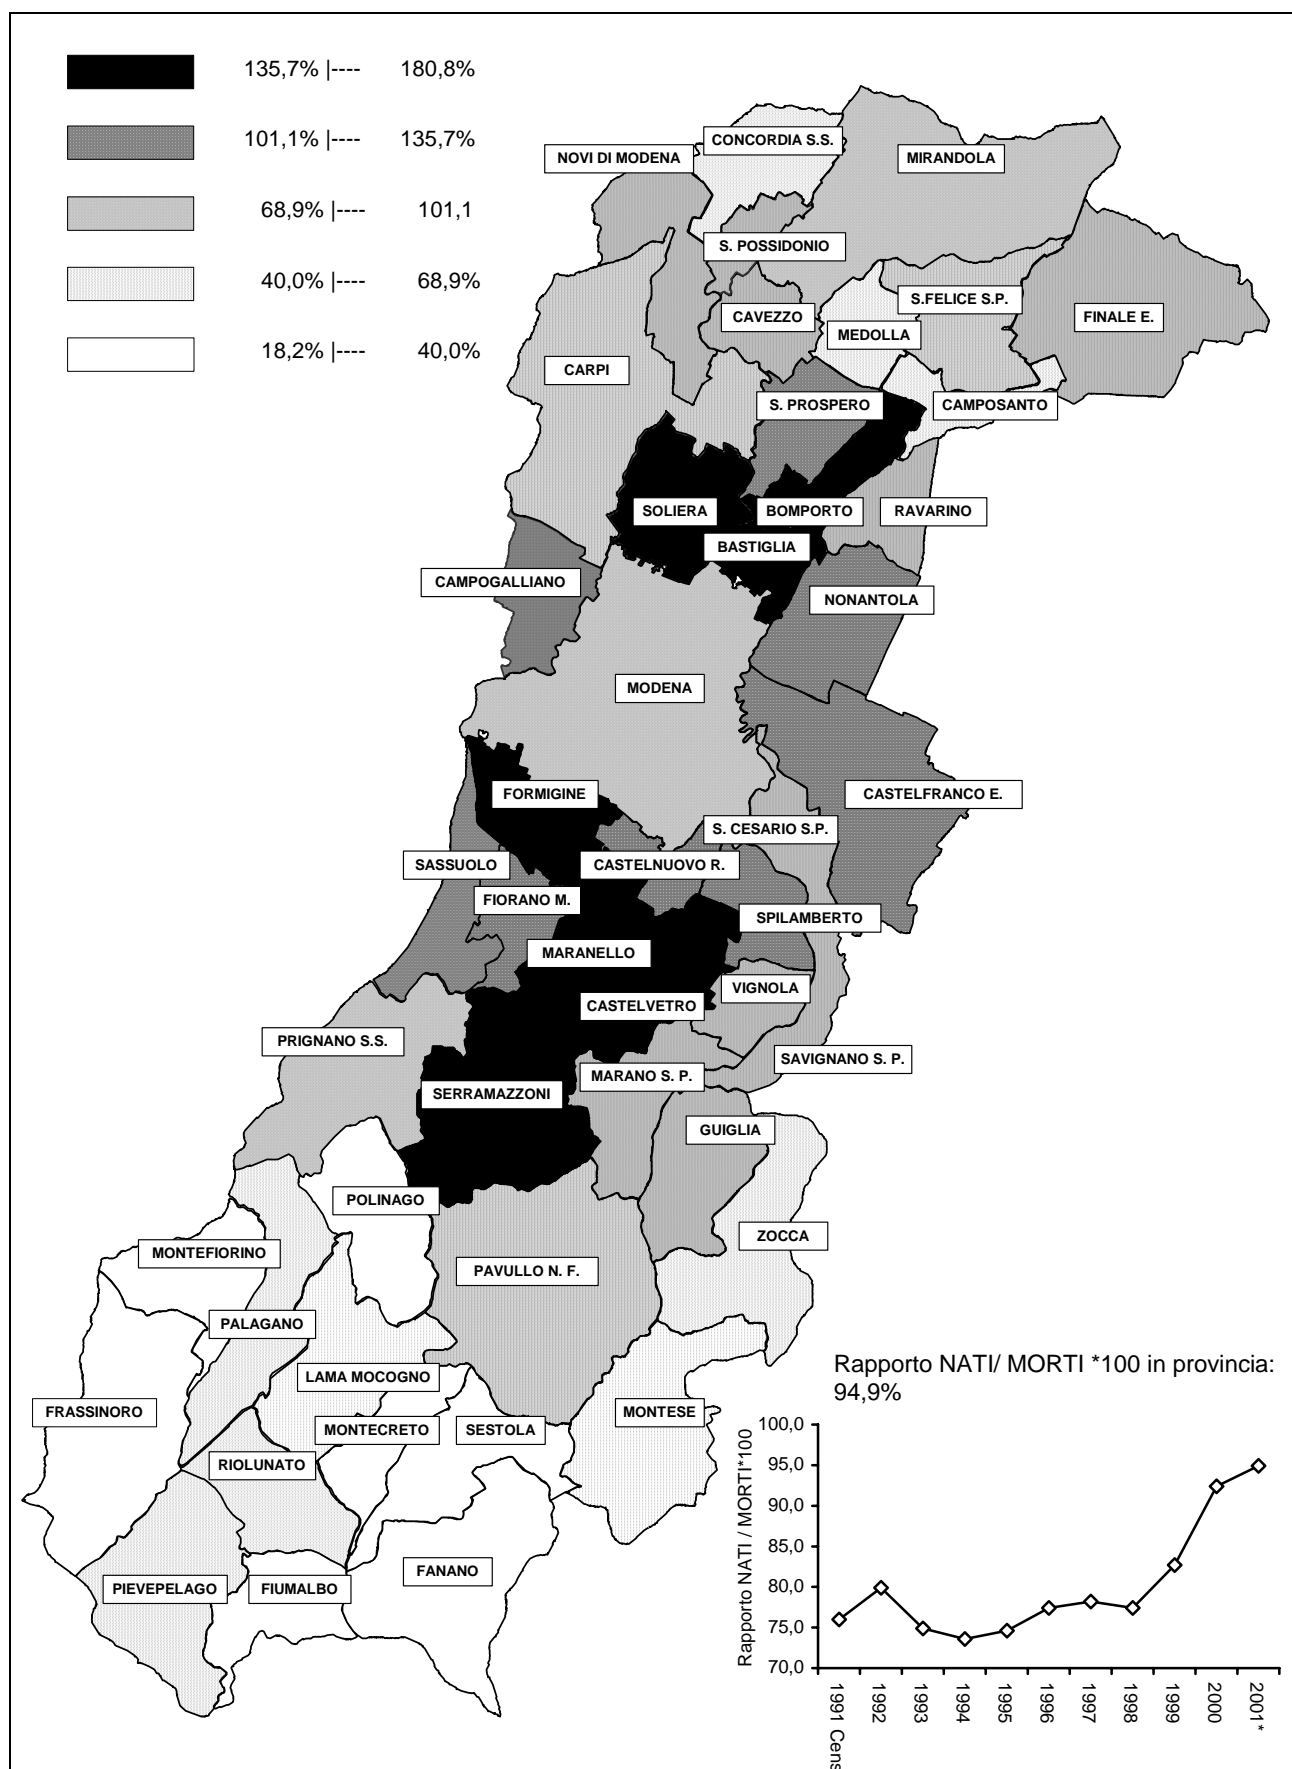 135,7% |---- 180,8%
101,1% |---- 135,7%
68,9% |---- 101,1
40,0% |---- 68,9%
18,2% |---- 40,0%
CONCORDIA S.S.
NOVI DI MODENA
MIRANDOLA
S. POSSIDONIO
S.FELICE S.P.
CAVEZZO
FINALE E.
MEDOLLA
CARPI
S. PROSPERO
CAMPOSANTO
SOLIERA
BOMPORTO
RAVARINO
BASTIGLIA
CAMPOGALLIANO
NONANTOLA
MODENA
FORMIGINE
CASTELFRANCO E.
S. CESARIO S.P.
SASSUOLO
CASTELNUOVO R.
FIORANO M.
SPILAMBERTO
MARANELLO
VIGNOLA
CASTELVETRO
PRIGNANO S.S.
SAVIGNANO S. P.
MARANO S. P.
SERRAMAZZONI
GUIGLIA
POLINAGO
ZOCCA
MONTEFIORINO
PAVULLO N. F.
PALAGANO
LAMA MOCOGNO
FRASSINORO
MONTESE
MONTECRETO
SESTOLA
RIOLUNATO
FANANO
PIEVEPELAGO
FIUMALBO
Rapporto NATI/ MORTI *100 in provincia:
94,9%
Rapporto NATI / MORTI*100
100,0
95,0
90,0
85,0
80,0
75,0
70,0
1991 Cens
1992
1993
1994
1995
1996
1997
1998
1999
2000
2001*